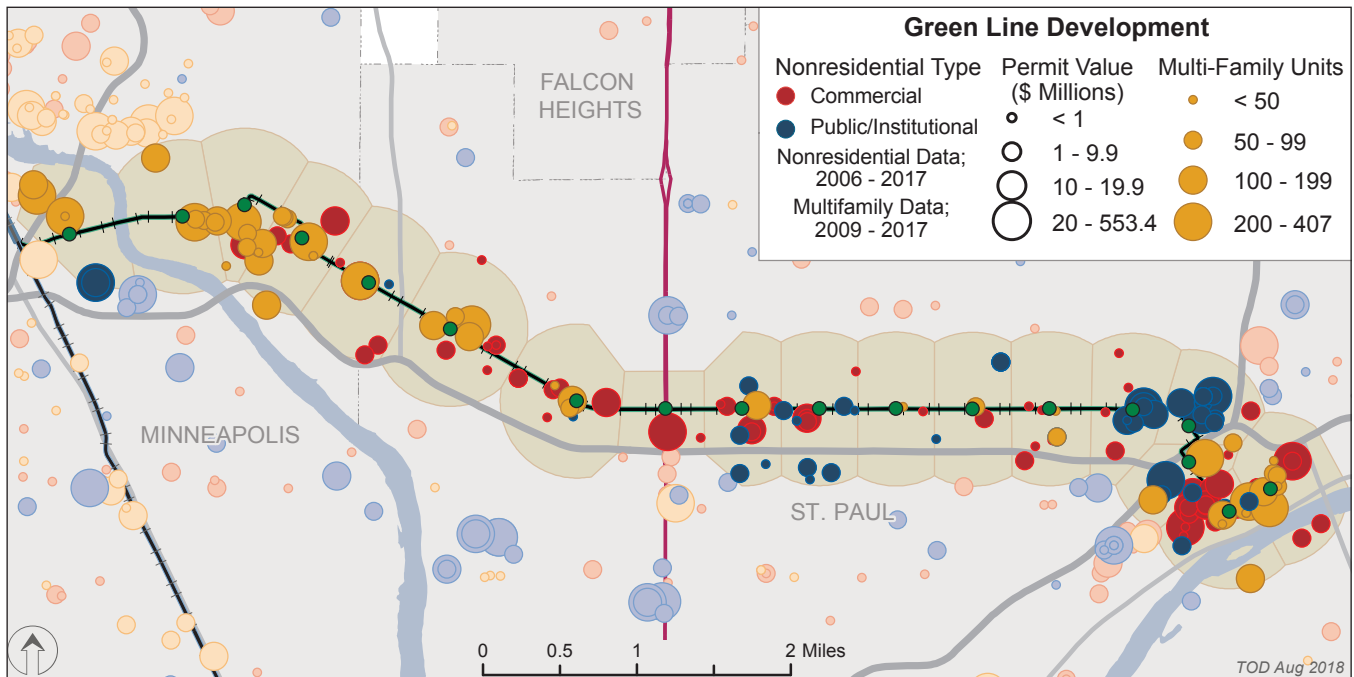 Green Line Development
Nonresidential Type
Commercial
Public/Institutional
Nonresidential Data;
2006 - 2017
Multifamily Data;
2009 - 2017
Permit Value
($ Millions)
< 1
1 - 9.9
10 - 19.9
20 - 553.4
Multi-Family Units
< 50
50 - 99
100 - 199
200 - 407
FALCON
HEIGHTS
MINNEAPOLIS
ST. PAUL
0 0.5 1 2 Miles
TOD Aug 2018